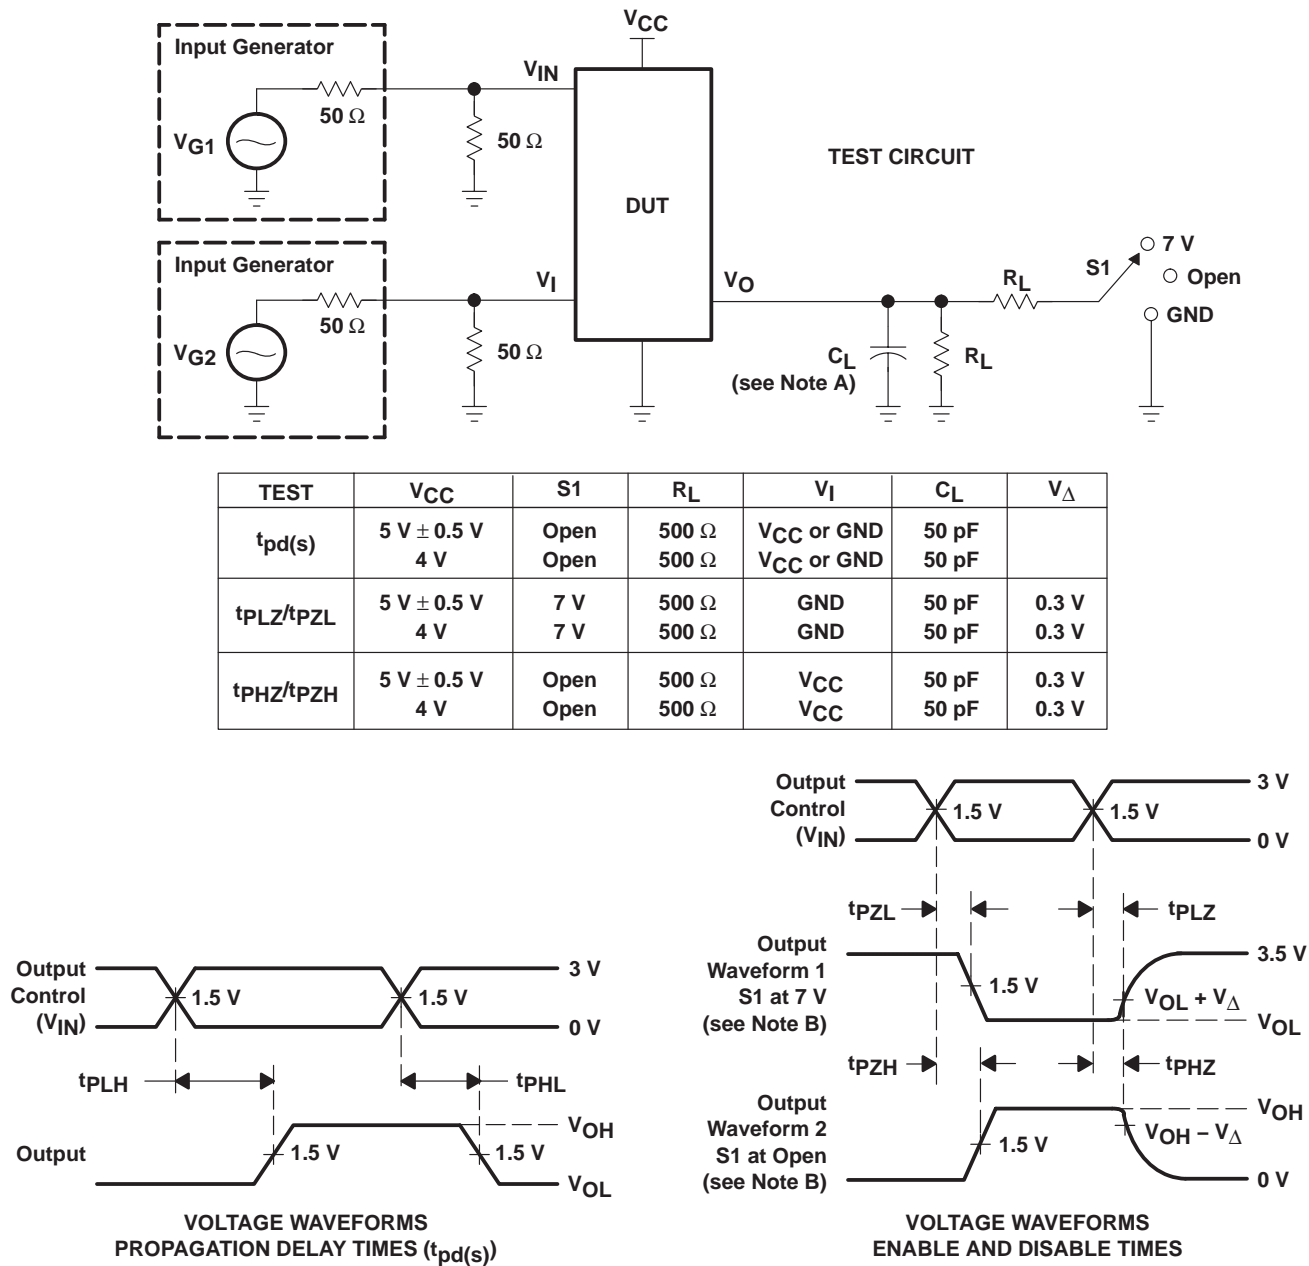 VCC
Input Generator
VIN
50 Ω
VG1
50 Ω
TEST CIRCUIT
DUT
Input Generator
VI
VO
50 Ω
VG2
50 Ω
RL
S1
7 V
Open
GND
CL
(see Note A)
RL
TEST VCC S1 RL VI CL VΔ
tpd(s) 5 V ± 0.5 V Open 500 Ω VCC or GND 50 pF
4 V Open 500 Ω VCC or GND 50 pF
tPLZ/tPZL 5 V ± 0.5 V 7 V 500 Ω GND 50 pF 0.3 V
4 V 7 V 500 Ω GND 50 pF 0.3 V
tPHZ/tPZH 5 V ± 0.5 V Open 500 Ω VCC 50 pF 0.3 V
4 V Open 500 Ω VCC 50 pF 0.3 V
Output
Control
(VIN)
1.5 V
1.5 V
3 V
0 V
tPLH
tPHL
Output
1.5 V
1.5 V
VOH
VOL
VOLTAGE WAVEFORMS
PROPAGATION DELAY TIMES (tpd(s))
Output
Control
(VIN)
1.5 V
1.5 V
3 V
0 V
tPZL
tPLZ
Output
Waveform 1
S1 at 7 V
(see Note B)
1.5 V
3.5 V
VOL + VΔ
VOL
tPZH
tPHZ
Output
Waveform 2
S1 at Open
(see Note B)
1.5 V
VOH
VOH – VΔ
0 V
VOLTAGE WAVEFORMS
ENABLE AND DISABLE TIMES